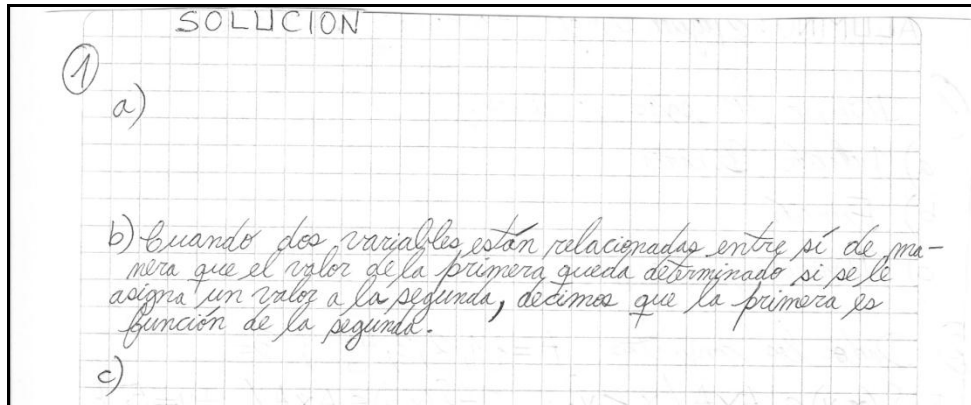 SOLUCION
1
a)
b) Cuando dos variables están relacionadas entre sí de ma-
nera que el valor de la primera queda determinado si se le
asigna un valor a la segunda, decimos que la primera es
función de la segunda.
c)